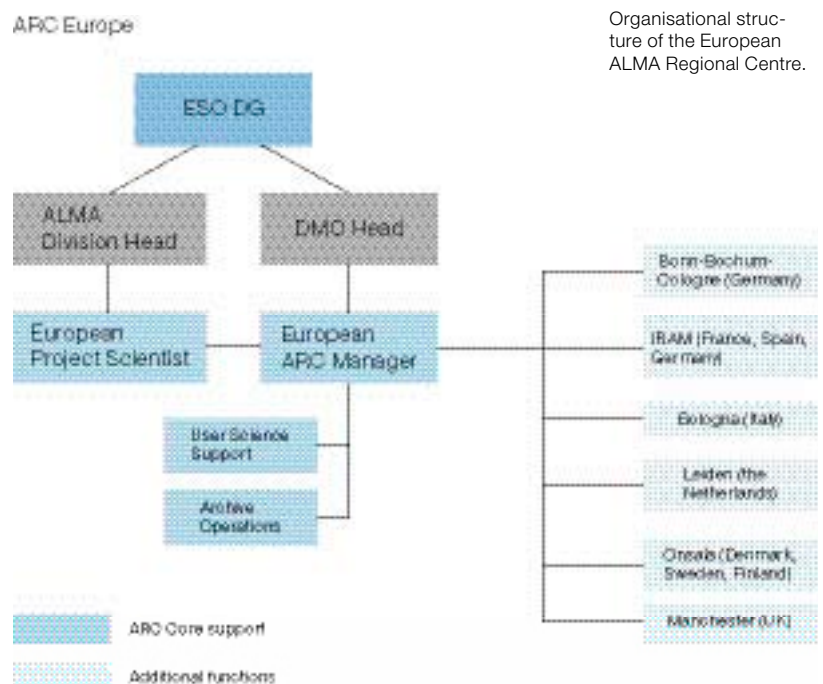 ARC Europe
Organisational struc-
ture of the European
ALMA Regional Centre.
ESO DG
ALMA
Division Head
DMO Head
European
Project Scientist
European
ARC Manager
User Science
Support
Archive
Operations
Bonn-Bochum-
Cologne (Germany)
IRAM (France, Spain,
Germany)
Bologna (Italy)
Leiden (the
Netherlands)
Onsala (Denmark,
Sweden, Finland)
Manchester (UK)
ARC Core support
Additional functions